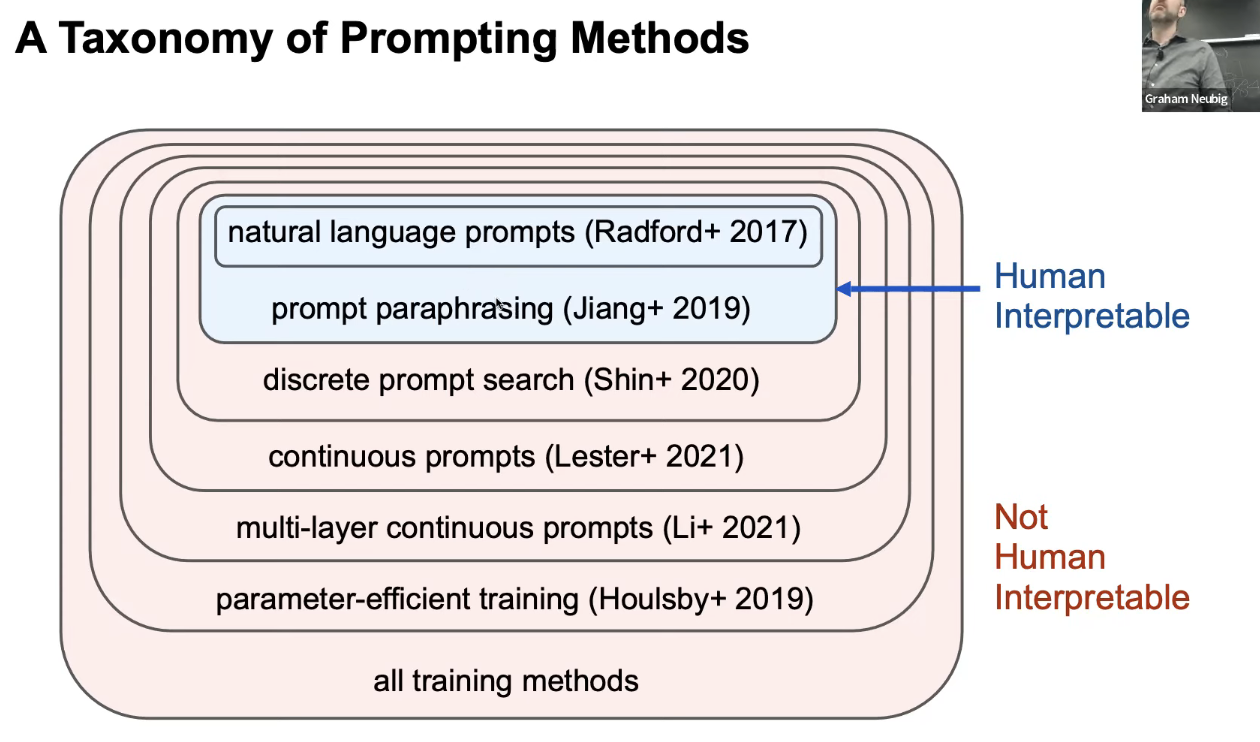 A Taxonomy of Prompting Methods
Graham Neubig
natural language prompts (Radford+ 2017)
prompt paraphrasing (Jiang+ 2019)
discrete prompt search (Shin+ 2020)
continuous prompts (Lester+ 2021)
multi-layer continuous prompts (Li+ 2021)
parameter-efficient training (Houlsby+ 2019)
all training methods
Human
Interpretable
Not
Human
Interpretable